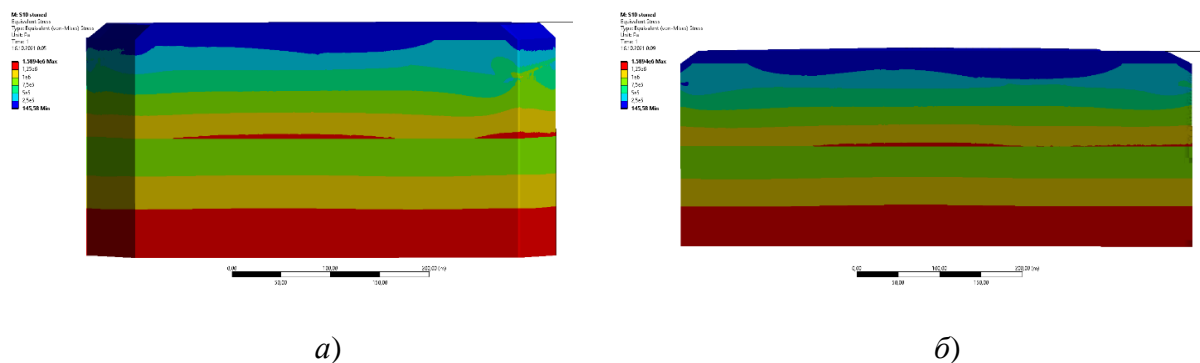 M: S10 stoned
Equivalent Stress
Type: Equivalent (von-Mises) Stress
Unit: Pa
Time: 1
1.5894e6 Max
1,25e6
1e6
7,5e5
5e5
2,5e5
145,58 Min
0,00
100,00
200,00 (m)
50,00
150,00
M: S10 stoned
Equivalent Stress
Type: Equivalent (von-Mises) Stress
Unit: Pa
Time: 1
1.5894e6 Max
1,25e6
1e6
7,5e5
5e5
2,5e5
145,58 Min
0,00
100,00
200,00 (m)
50,00
150,00
а)
б)